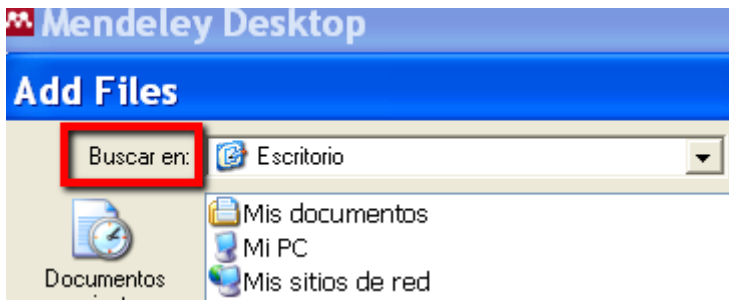 Mendeley Desktop
Add Files
Buscar en: Escritorio
Mis documentos
Mi PC
Mis sitios de red
Documentos